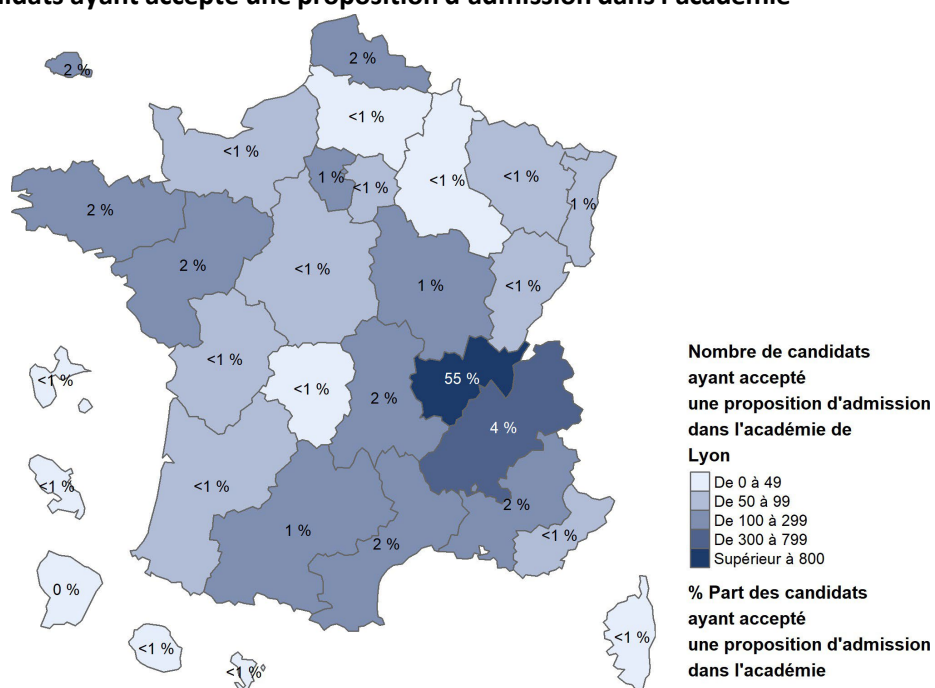 dats ayant accepté une proposition d'admission dans l'académie
2 %
2 %
<1 %
<1 %
1 %
<1 %
<1 %
<1 %
1 %
2 %
2 %
<1 %
1 %
<1 %
<1 %
<1 %
<1 %
2 %
55 %
4 %
<1 %
<1 %
1 %
2 %
2 %
<1 %
0 %
<1 %
<1 %
<1 %
Nombre de candidats
ayant accepté
une proposition d'admission
dans l'académie de
Lyon
De 0 à 49
De 50 à 99
De 100 à 299
De 300 à 799
Supérieur à 800
% Part des candidats
ayant accepté
une proposition d'admission
dans l'académie